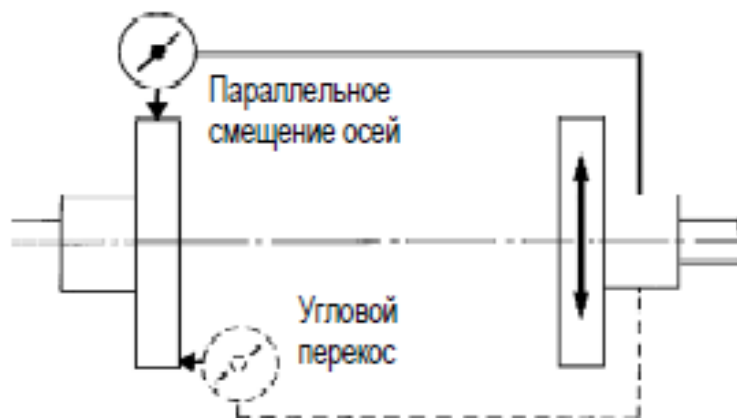 Параллельное
смещение осей
Угловой
перекос